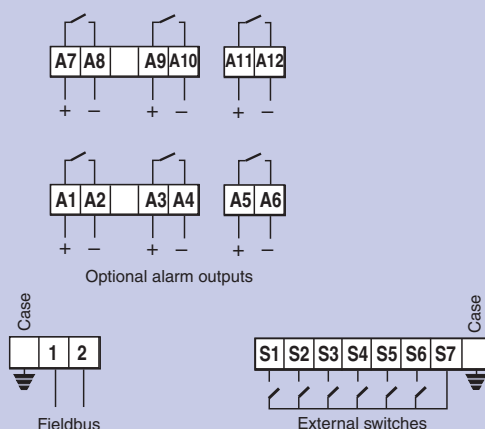 A7 A8 A9 A10 A11 A12
+ – + – + –
A1 A2 A3 A4 A5 A6
+ – + – + –
Optional alarm outputs
Case
1 2
Fieldbus
Case
S1 S2 S3 S4 S5 S6 S7
External switches